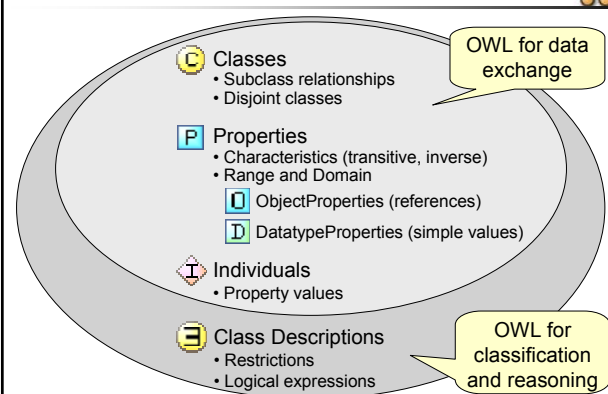 OWL for data
exchange
C Classes
• Subclass relationships
• Disjoint classes
P Properties
• Characteristics (transitive, inverse)
• Range and Domain
O ObjectProperties (references)
D DatatypeProperties (simple values)
I Individuals
• Property values
∃ Class Descriptions
• Restrictions
• Logical expressions
OWL for
classification
and reasoning